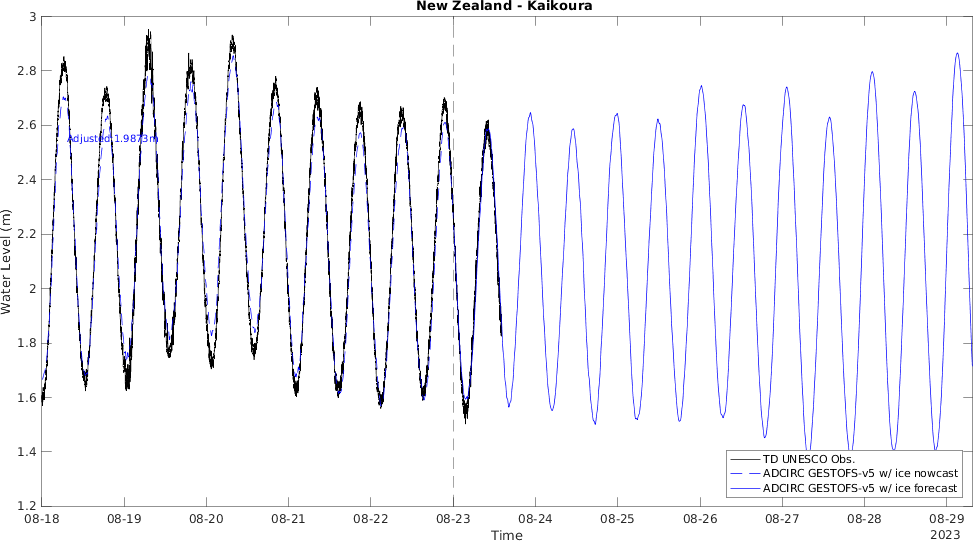 New Zealand - Kaikoura
3
2.8
2.6
2.4
2.2
2
1.8
1.6
1.4
1.2
Water Level (m)
Adjusted 1.9873m
TD UNESCO Obs.
ADCIRC GESTOFS-v5 w/ ice nowcast
ADCIRC GESTOFS-v5 w/ ice forecast
08-18 08-19 08-20 08-21 08-22 08-23 08-24 08-25 08-26 08-27 08-28 08-29
Time
2023